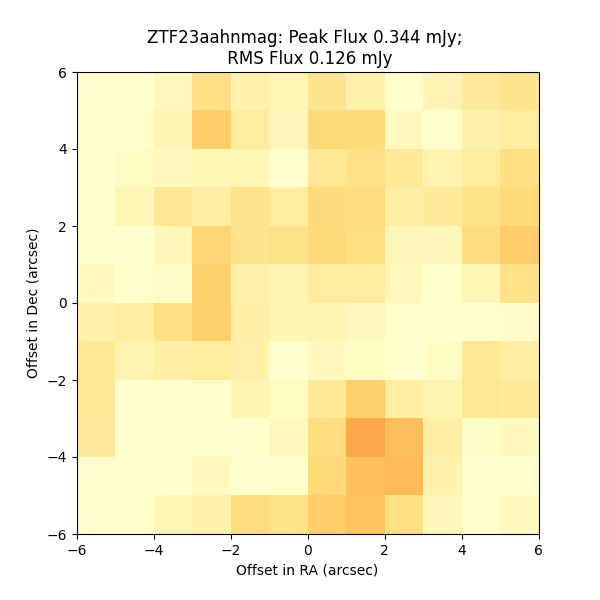 ZTF23aahnmag: Peak Flux 0.344 mJy;
RMS Flux 0.126 mJy
6
4
2
0
−2
−4
−6
Offset in Dec (arcsec)
−6 −4 −2 0 2 4 6
Offset in RA (arcsec)